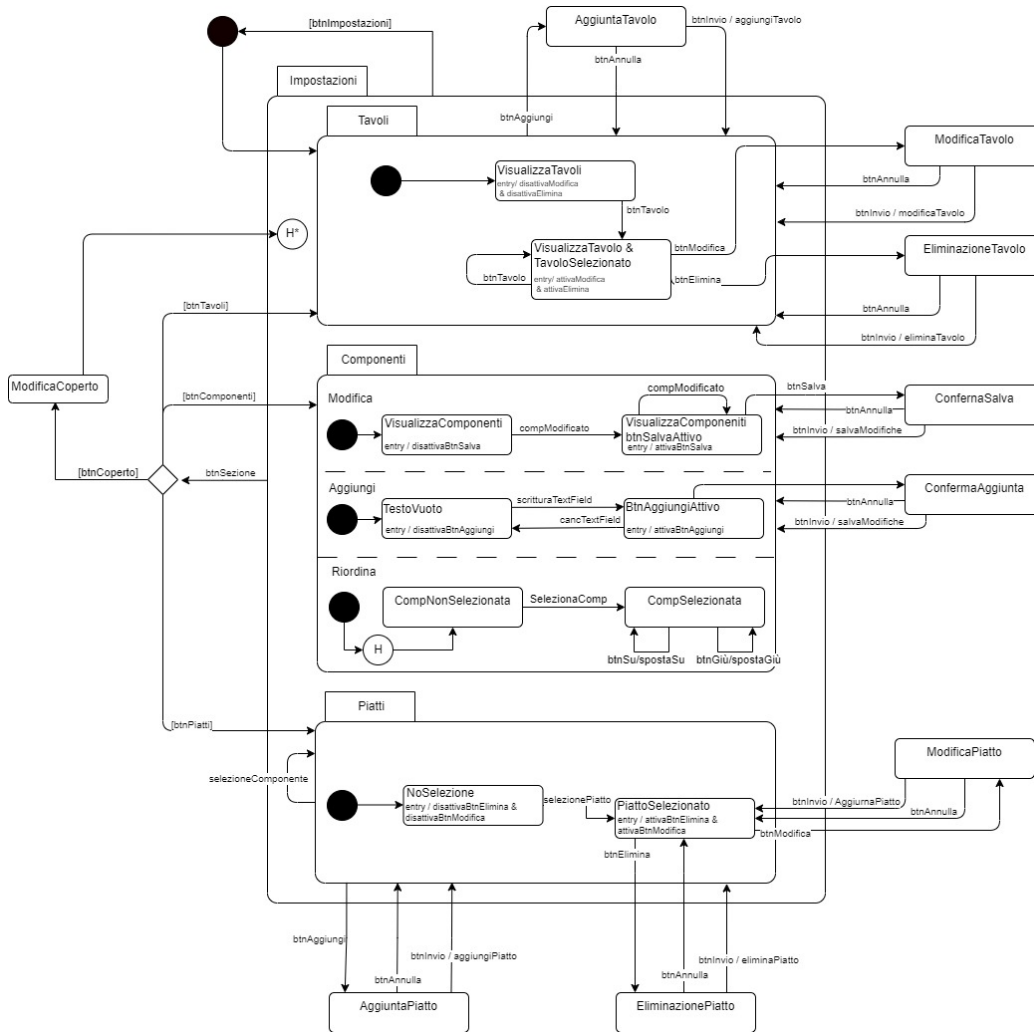 [btnImpostazioni]
AggiuntaTavolo
btnInvio / aggiungiTavolo
btnAnnulla
Impostazioni
btnAggiungi
Tavoli
ModificaTavolo
VisualizzaTavoli
entry/ disattivaModifica
& disattivaElimina
btnAnnulla
btnTavolo
btnInvio / modificaTavolo
H*
VisualizzaTavolo &
TavoloSelezionato
entry/ attivaModifica
& attivaElimina
btnModifica
btnTavolo
btnElimina
EliminazioneTavolo
[btnTavoli]
btnAnnulla
btnInvio / eliminaTavolo
Componenti
ModificaCoperto
[btnComponenti]
Modifica
compModificato
btnSalva
ConfernaSalva
VisualizzaComponenti
entry / disattivaBtnSalva
compModificato
VisualizzaComponeniti
btnSalvaAttivo
entry / attivaBtnSalva
btnAnnulla
btnInvio / salvaModifiche
[btnCoperto]
btnSezione
Aggiungi
ConfermaAggiunta
TestoVuoto
entry / disattivaBtnAggiungi
scritturaTextField
cancTextField
BtnAggiungiAttivo
entry / attivaBtnAggiungi
btnAnnulla
btnInvio / salvaModifiche
Riordina
CompNonSelezionata
SelezionaComp
CompSelezionata
H
btnSu/spostaSu
btnGiù/spostaGiù
Piatti
[btnPiatti]
ModificaPiatto
selezioneComponente
NoSelezione
entry / disattivaBtnElimina &
disattivaBtnModifica
selezionePiatto
PiattoSelezionato
entry / attivaBtnElimina &
attivaBtnModifica
btnInvio / AggiurnaPiatto
btnAnnulla
btnModifica
btnElimina
btnAggiungi
btnInvio / aggiungiPiatto
btnAnnulla
btnInvio / eliminaPiatto
btnAnnulla
AggiuntaPiatto
EliminazionePiatto